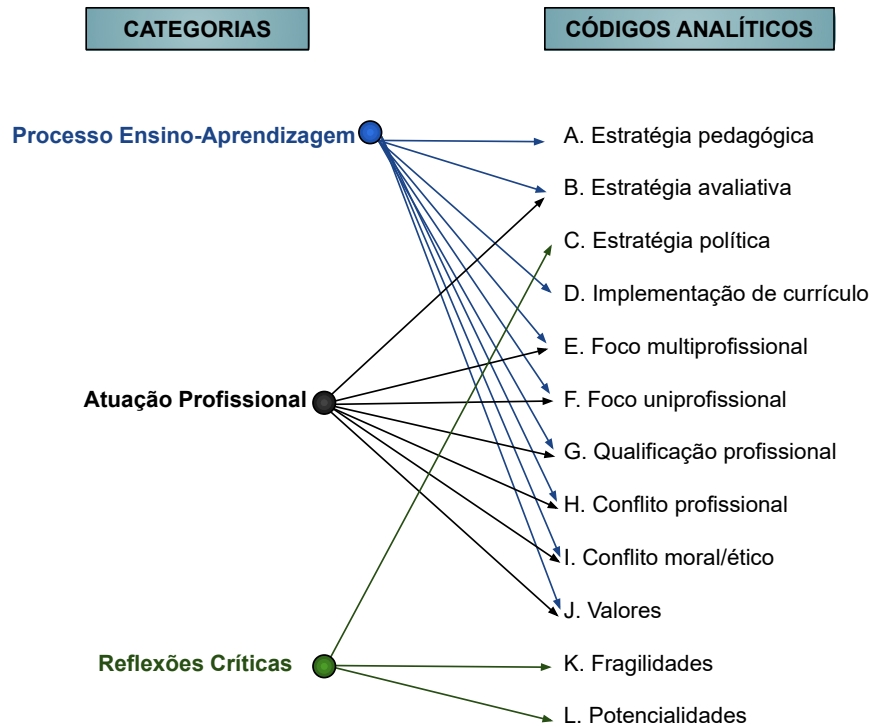 CATEGORIAS
CÓDIGOS ANALÍTICOS
Processo Ensino-Aprendizagem
A. Estratégia pedagógica
B. Estratégia avaliativa
C. Estratégia política
D. Implementação de currículo
E. Foco multiprofissional
Atuação Profissional
F. Foco uniprofissional
G. Qualificação profissional
H. Conflito profissional
I. Conflito moral/ético
J. Valores
Reflexões Críticas
K. Fragilidades
L. Potencialidades